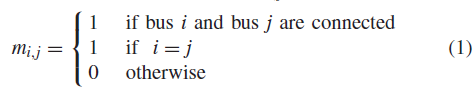 1 if bus i and bus j are connected
m_{i,j} = { 1 if i = j (1)
0 otherwise